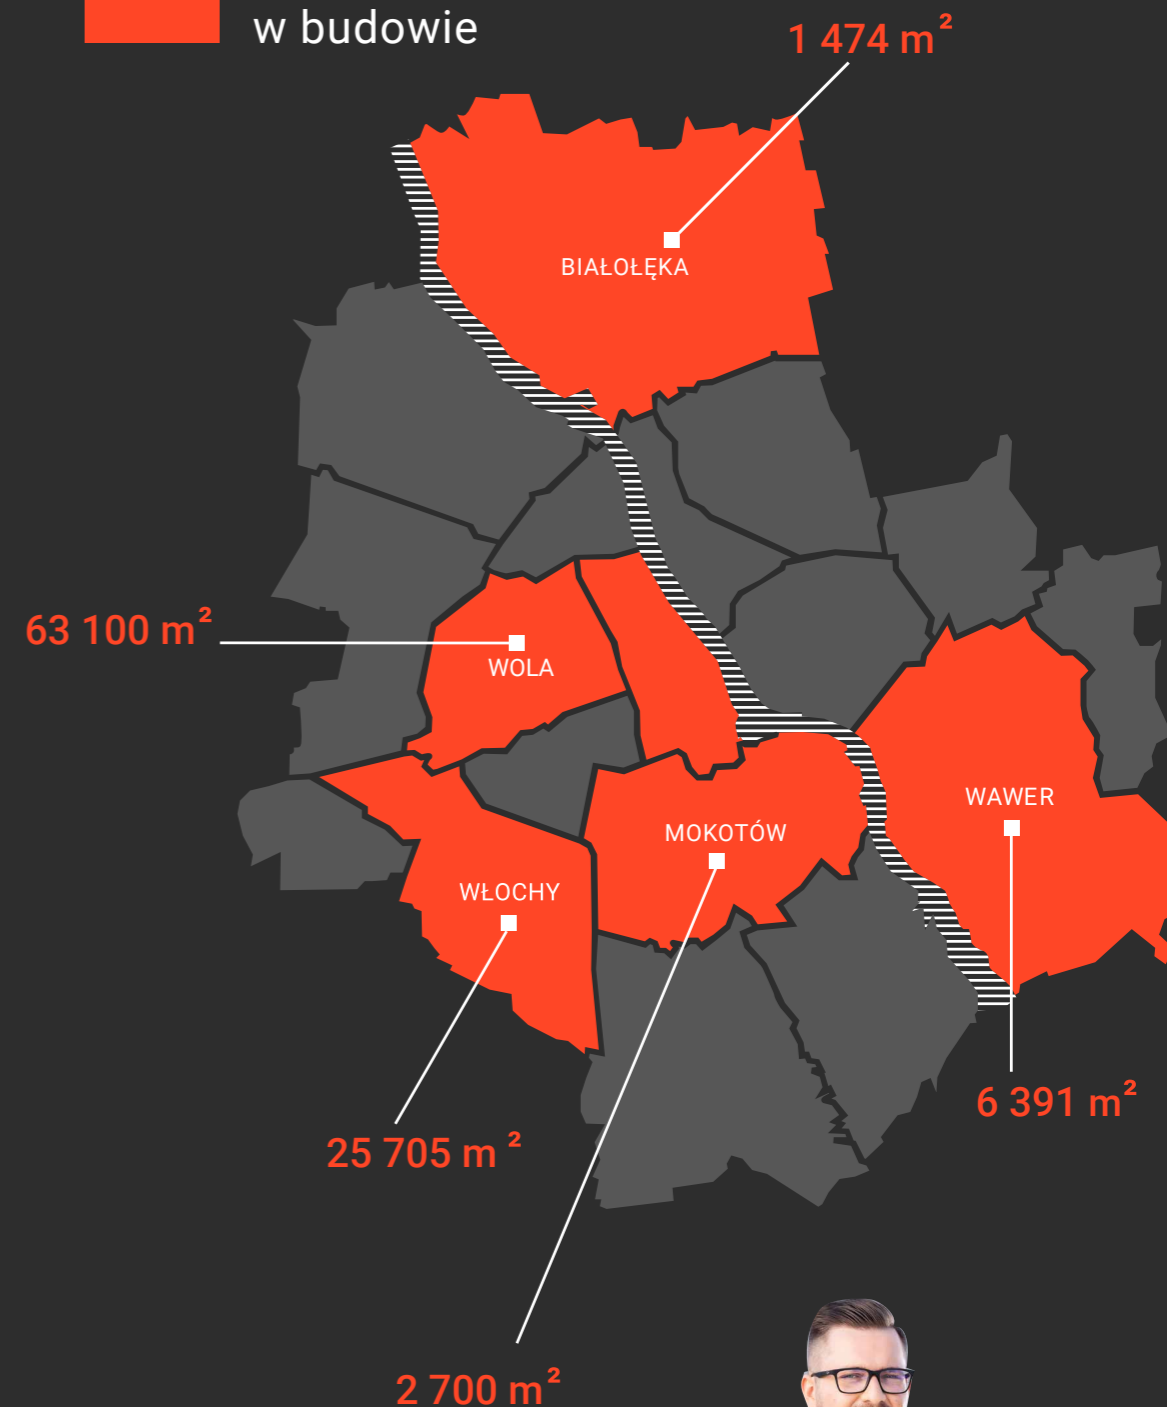 w budowie
1 474 m²
BIAŁOŁĘKA
63 100 m²
WOLA
WAWER
MOKOTÓW
WŁOCHY
6 391 m²
25 705 m²
2 700 m²